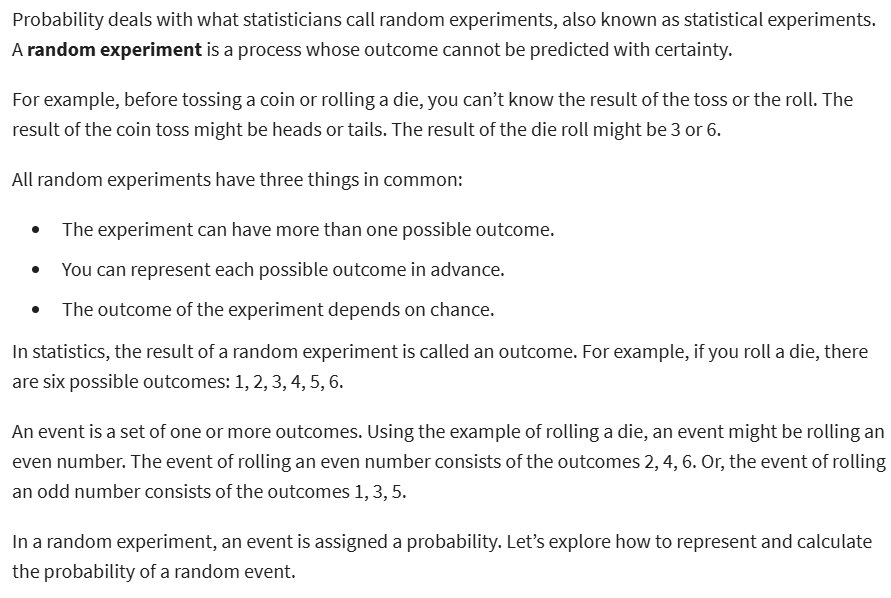 Probability deals with what statisticians call random experiments, also known as statistical experiments.
A random experiment is a process whose outcome cannot be predicted with certainty.
For example, before tossing a coin or rolling a die, you can’t know the result of the toss or the roll. The
result of the coin toss might be heads or tails. The result of the die roll might be 3 or 6.
All random experiments have three things in common:
• The experiment can have more than one possible outcome.
• You can represent each possible outcome in advance.
• The outcome of the experiment depends on chance.
In statistics, the result of a random experiment is called an outcome. For example, if you roll a die, there
are six possible outcomes: 1, 2, 3, 4, 5, 6.
An event is a set of one or more outcomes. Using the example of rolling a die, an event might be rolling an
even number. The event of rolling an even number consists of the outcomes 2, 4, 6. Or, the event of rolling
an odd number consists of the outcomes 1, 3, 5.
In a random experiment, an event is assigned a probability. Let’s explore how to represent and calculate
the probability of a random event.